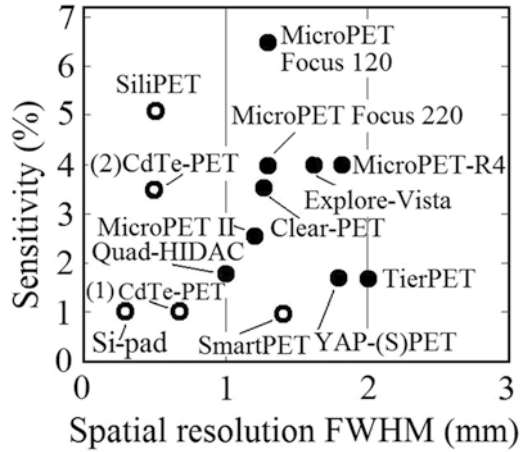 7
6
5
4
3
2
1
0
Sensitivity (%)
MicroPET
Focus 120
SiliPET
MicroPET Focus 220
(2)CdTe-PET
MicroPET-R4
Explore-Vista
MicroPET II
Clear-PET
Quad-HIDAC
(1)CdTe-PET
TierPET
Si-pad
SmartPET
YAP-(S)PET
0 1 2 3
Spatial resolution FWHM (mm)